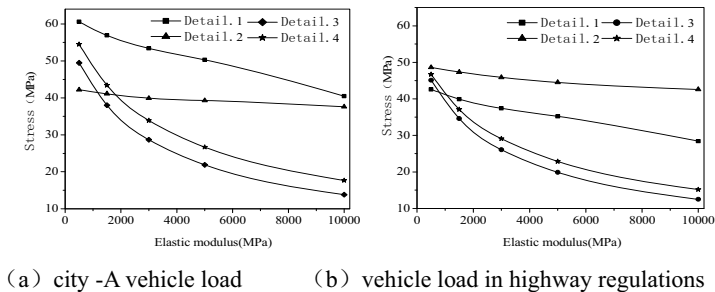 Detail.1 Detail.3
Detail.2 Detail.4
60
50
40
30
20
10
Stress（MPa）
0 2000 4000 6000 8000 10000
Elastic modulus(MPa)
（a）city -A vehicle load
Detail.1 Detail.3
Detail.2 Detail.4
60
50
40
30
20
10
Stress（MPa）
0 2000 4000 6000 8000 10000
Elastic modulus(MPa)
（b）vehicle load in highway regulations